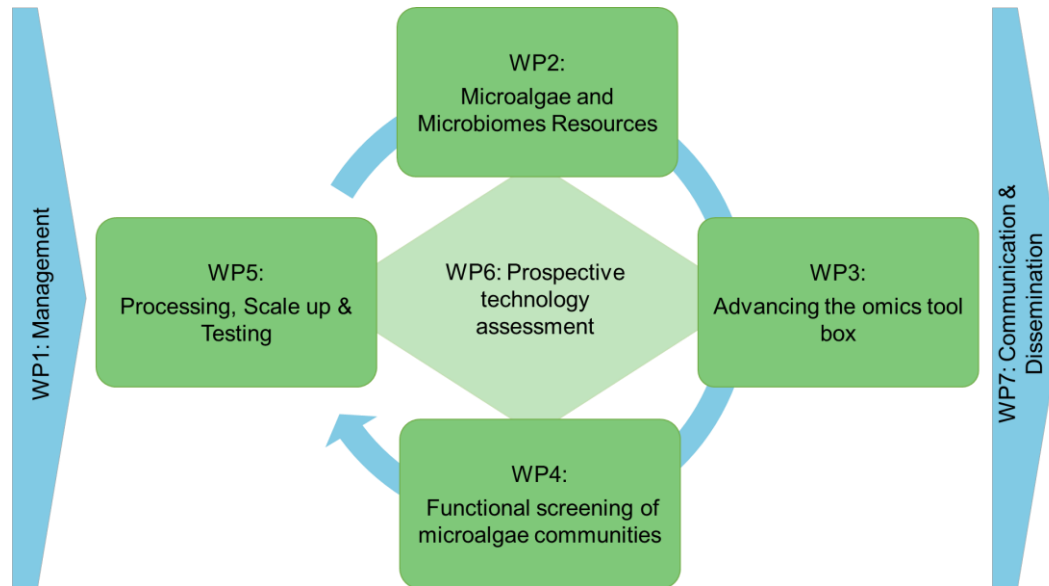 WP1: Management
WP2:
Microalgae and
Microbiomes Resources
WP5:
Processing, Scale up &
Testing
WP6: Prospective
technology
assessment
WP3:
Advancing the omics tool
box
WP4:
Functional screening of
microalgae communities
WP7: Communication &
Dissemination